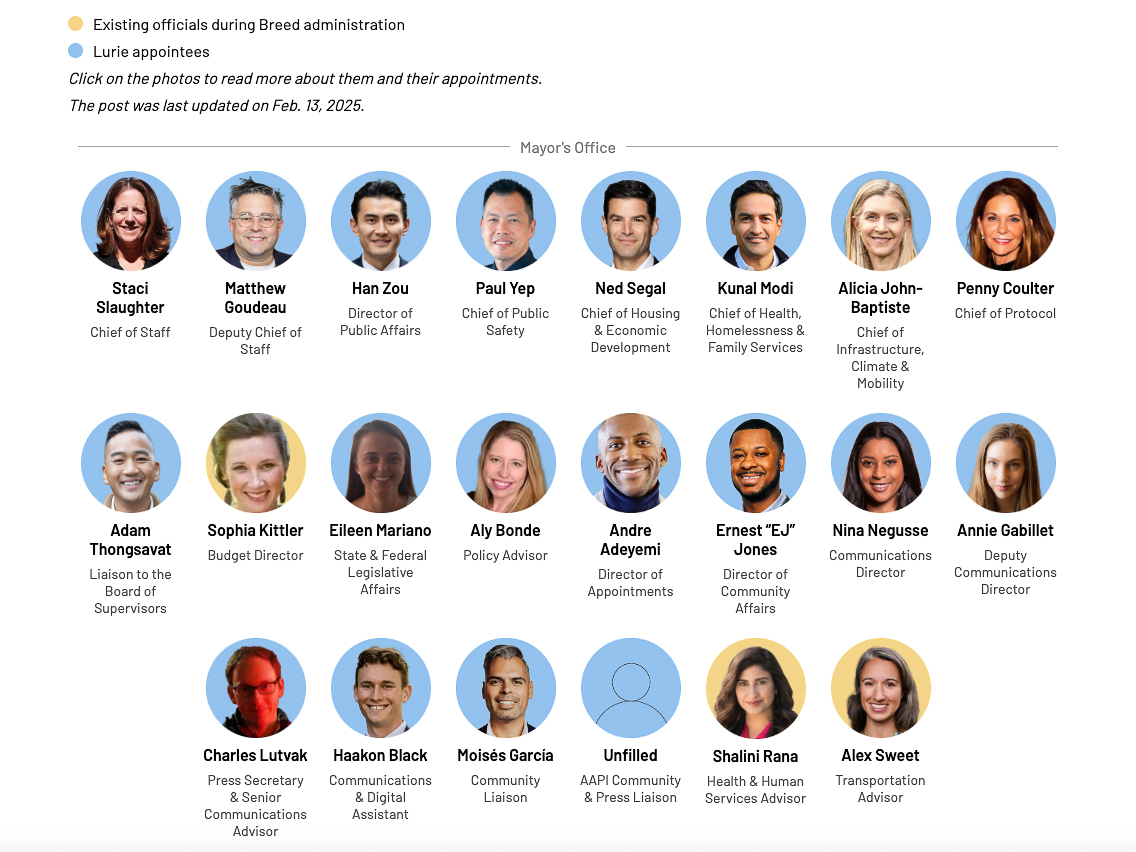 Existing officials during Breed administration
Lurie appointees
Click on the photos to read more about them and their appointments.
The post was last updated on Feb. 13, 2025.
Mayor's Office
Staci
Slaughter
Chief of Staff
Matthew
Goudeau
Deputy Chief of
Staff
Han Zou
Director of
Public Affairs
Paul Yep
Chief of Public
Safety
Ned Segal
Chief of Housing
& Economic
Development
Kunal Modi
Chief of Health,
Homelessness &
Family Services
Alicia John-
Baptiste
Chief of
Infrastructure,
Climate &
Mobility
Penny Coulter
Chief of Protocol
Adam
Thongsavat
Liaison to the
Board of
Supervisors
Sophia Kittler
Budget Director
Eileen Mariano
State & Federal
Legislative
Affairs
Aly Bonde
Policy Advisor
Andre
Adeyemi
Director of
Appointments
Ernest “EJ”
Jones
Director of
Community
Affairs
Nina Negusse
Communications
Director
Annie Gabillet
Deputy
Communications
Director
Charles Lutvak
Press Secretary
& Senior
Communications
Advisor
Haakon Black
Communications
& Digital
Assistant
Moisés García
Community
Liaison
Unfilled
AAPI Community
& Press Liaison
Shalini Rana
Health & Human
Services Advisor
Alex Sweet
Transportation
Advisor